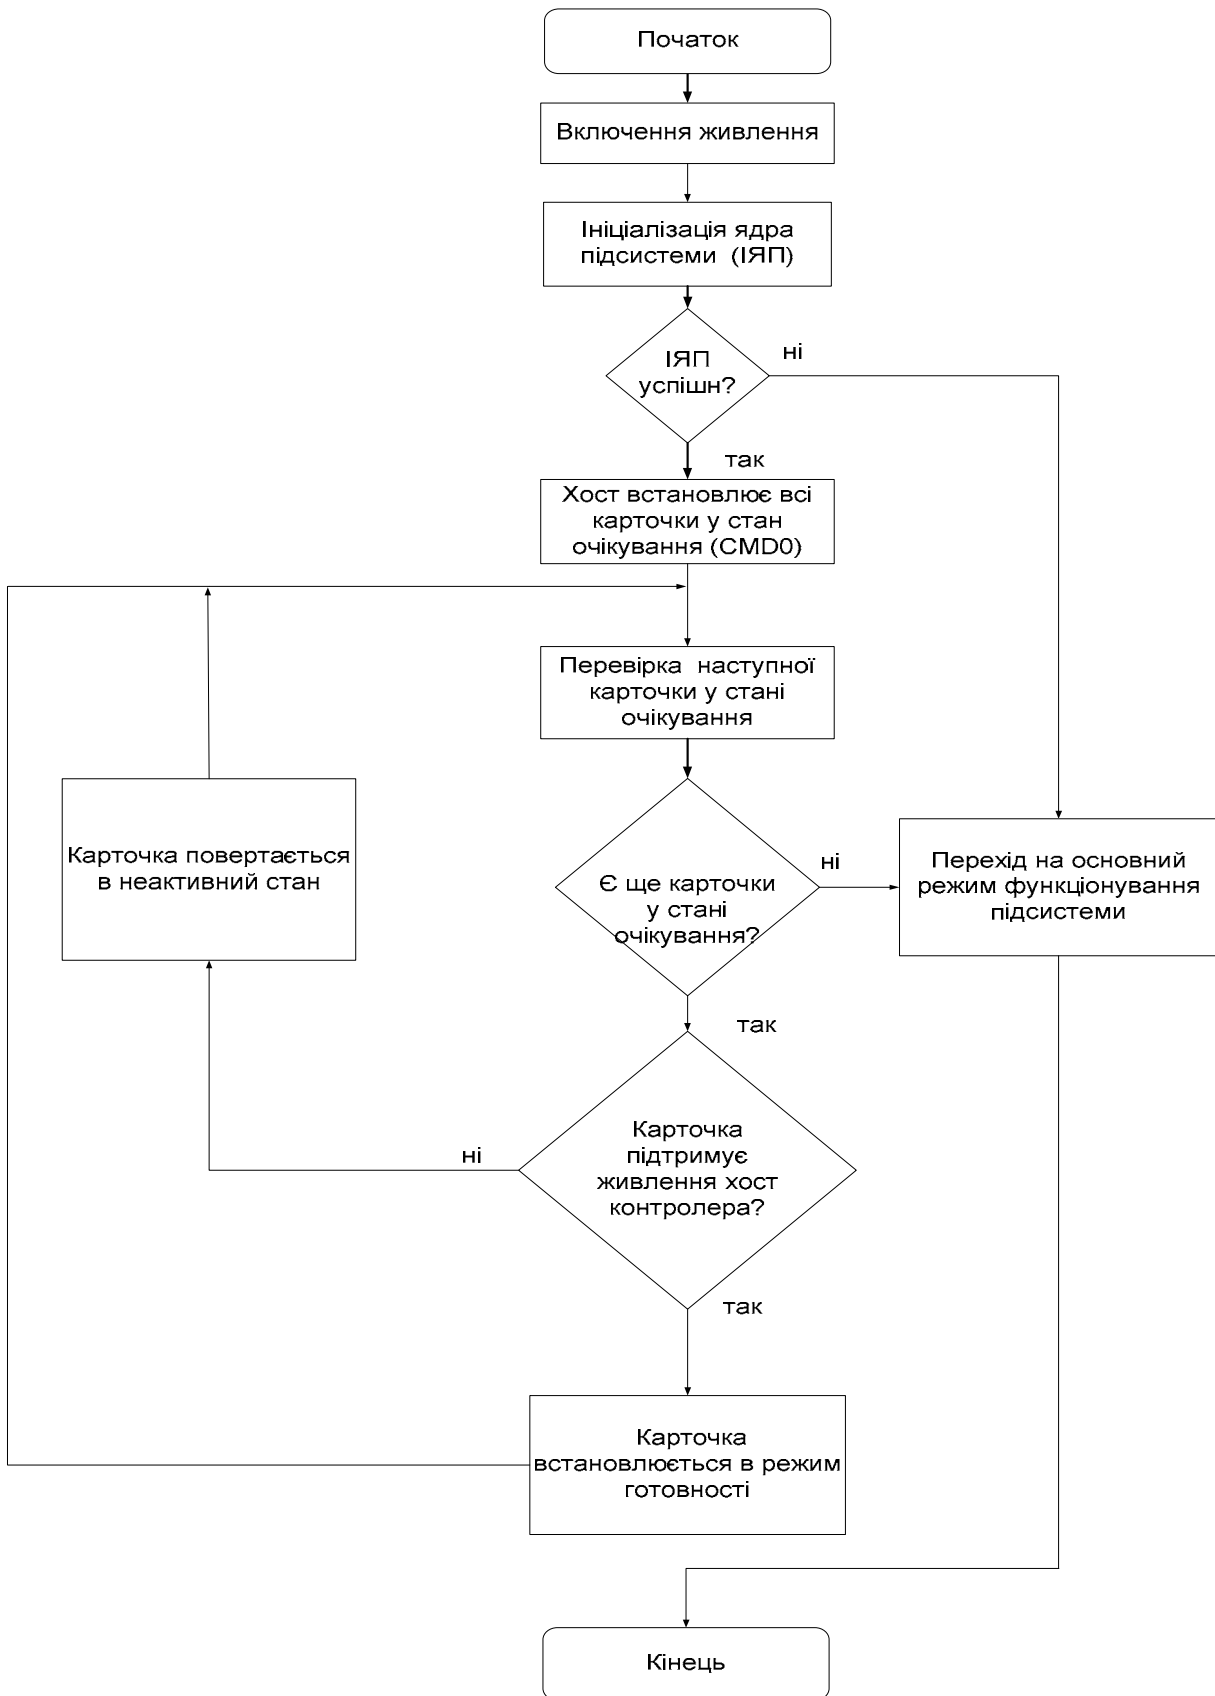 Початок
Включення живлення
Ініціалізація ядра
підсистеми (ІЯП)
ІЯП
успішн?
ні
так
Хост встановлює всі
карточки у стан
очікування (CMD0)
Перевірка наступної
карточки у стані
очікування
Карточка повертається
в неактивний стан
Є ще карточки
у стані
очікування?
ні
Перехід на основний
режим функціонування
підсистеми
так
Карточка
підтримує
живлення хост
контролера?
ні
так
Карточка
встановлюється в режим
готовності
Кінець